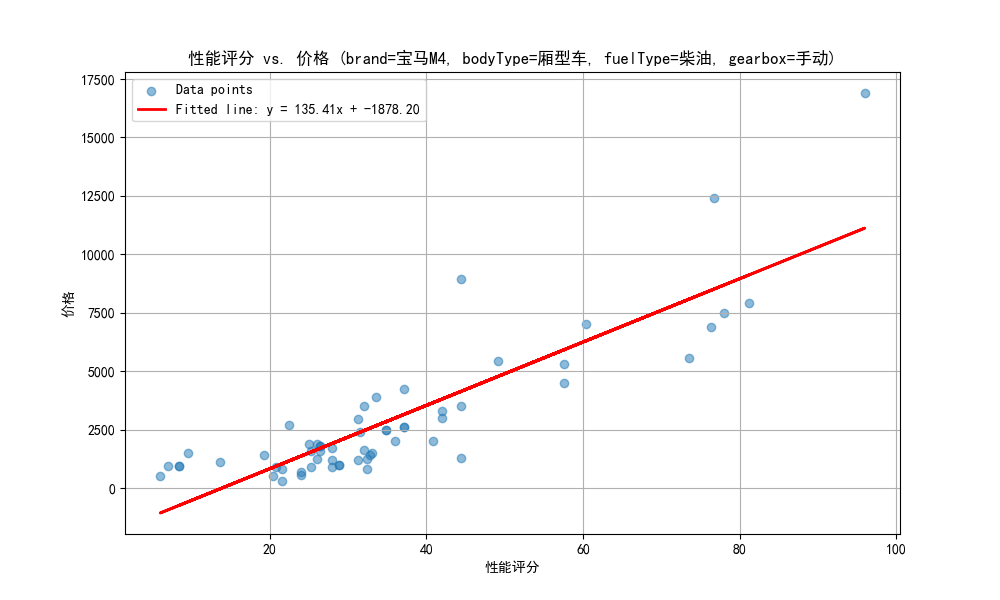 性能评分 vs. 价格 (brand=宝马M4, bodyType=厢型车, fuelType=柴油, gearbox=手动)
Data points
Fitted line: y = 135.41x + -1878.20
17500
15000
12500
10000
7500
5000
2500
0
价格
20
40
60
80
100
性能评分